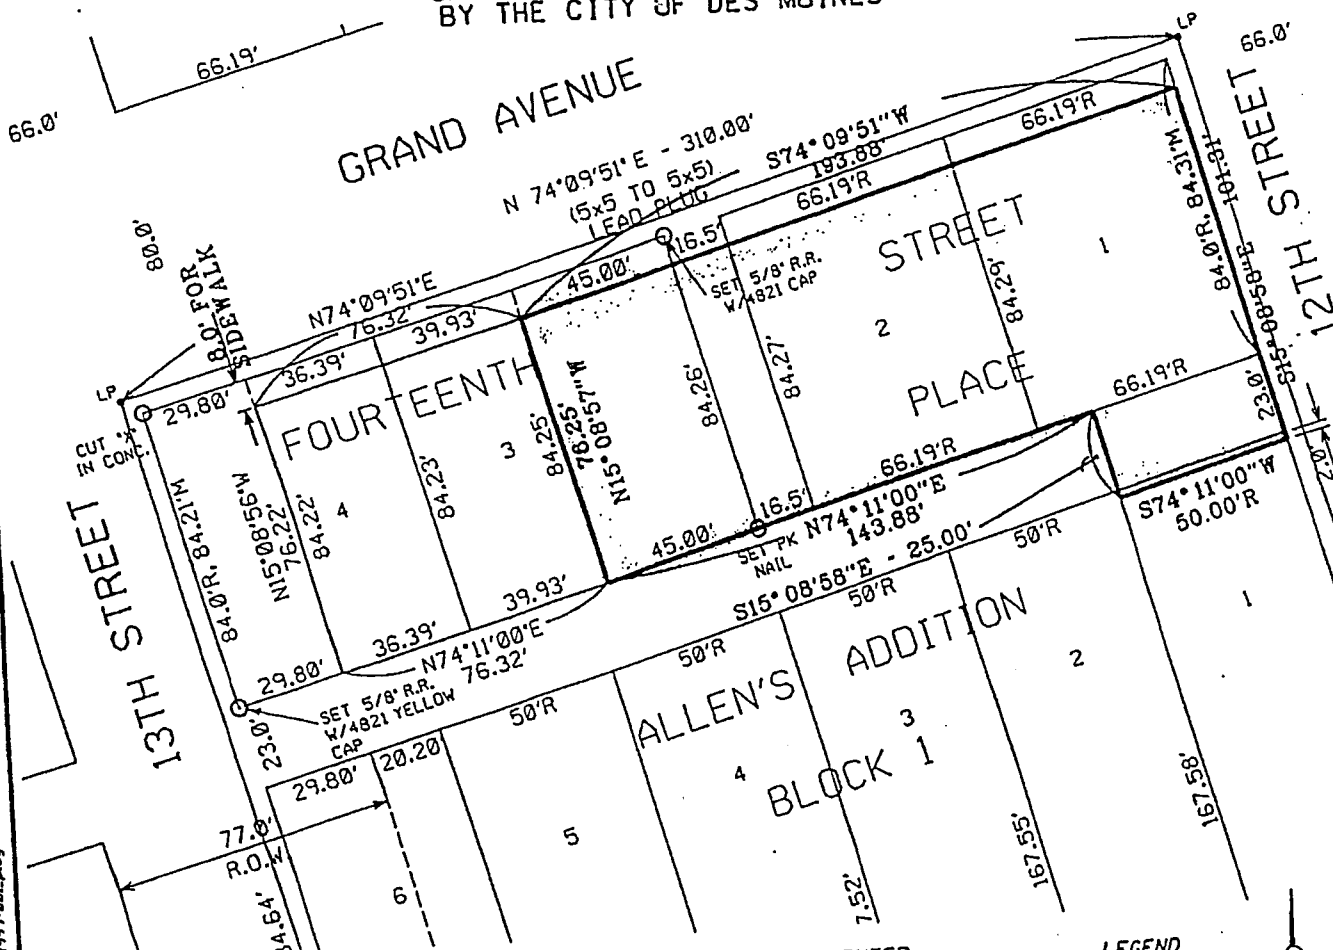 BY THE CITY OF DES MOINES
66.19'
66.0'
GRAND AVENUE
LP
66.0'
12TH STREET
N 74°09'51"E - 310.00'
(5x5 TO 5x5)
LEAD PLUG
S74°09'51"W
193.88'
66.19'R
66.19'R
16.5'
45.00'
SET 5/8" R.R.
W/4821 CAP
80.0'
8.0' FOR
SIDEWALK
N74°09'51"E
76.32'
39.93'
36.39'
29.80'
LP
CUT "X"
IN CONC.
FOURTEENTH
STREET
PLACE
1
2
3
4
84.0'R, 84.21'M
N15°08'56"W
76.22'
84.22'
84.23'
84.25'
76.25'
N15°08'57"W
84.26'
84.27'
84.29'
84.0'R, 84.31'M
101.31'
S15°08'58"E
23.0'
2.0'
66.19'R
66.19'R
16.5'
45.00'
SET PK
NAIL
N74°11'00"E
143.88'
S15°08'58"E - 25.00'
S74°11'00"W
50.00'R
39.93'
36.39'
29.80'
N74°11'00"E
76.32'
SET 5/8" R.R.
W/4821 YELLOW
CAP
13TH STREET
23.0'
29.80'
20.20'
50'R
50'R
50'R
50'R
ALLEN'S ADDITION
BLOCK 1
1
2
3
4
5
6
77.0'
R.O.W.
84.64'
7.52'
167.55'
167.58'
LEGEND